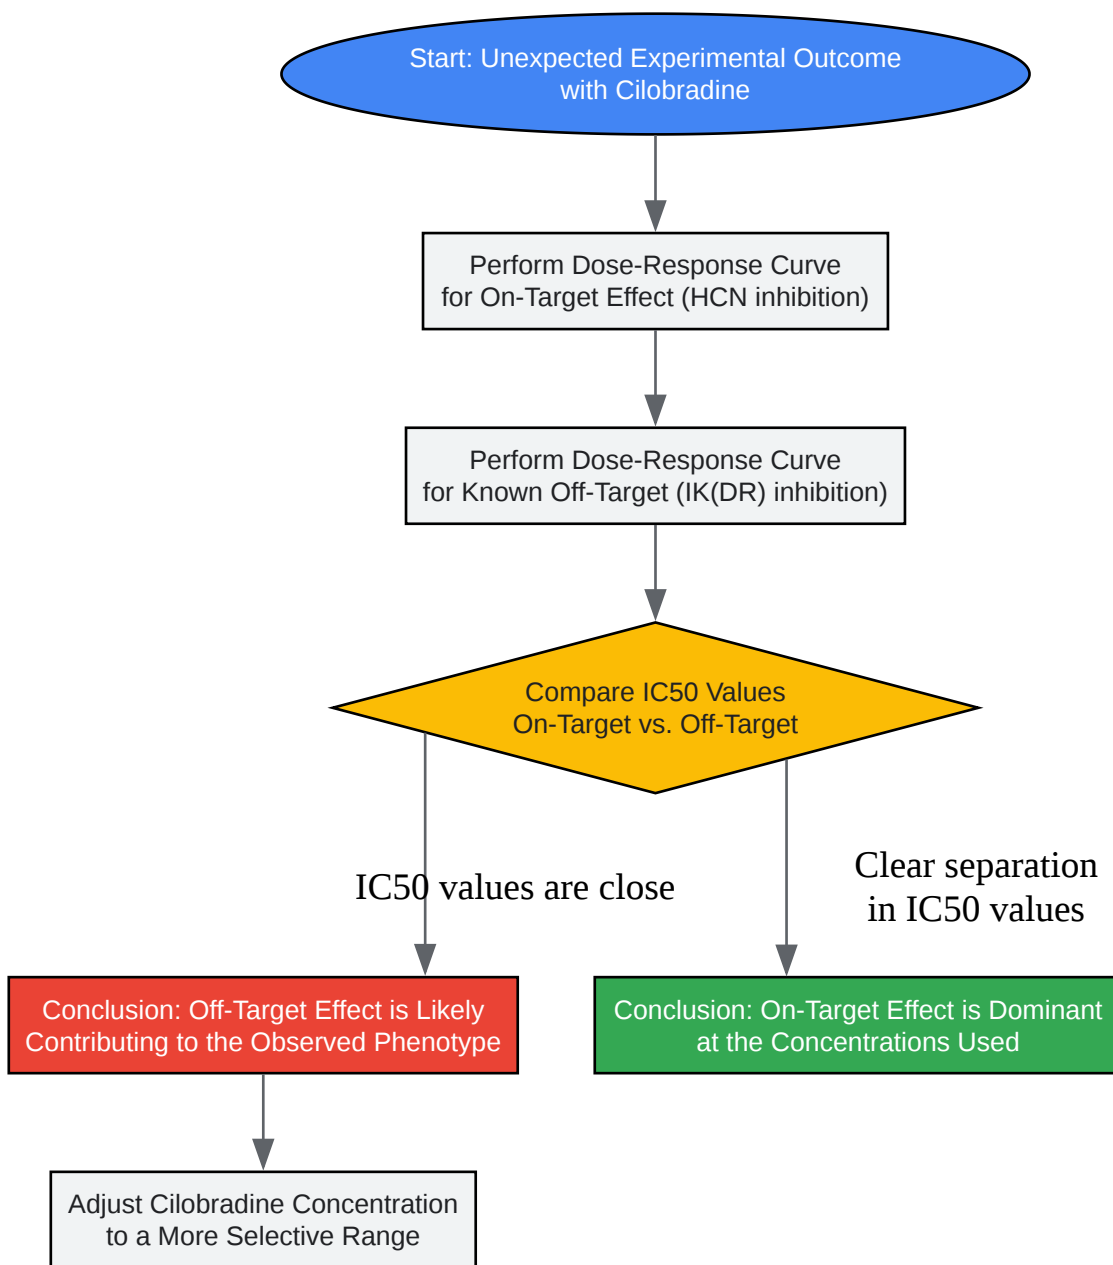 Start: Unexpected Experimental Outcome
with Cilobradine
Perform Dose-Response Curve
for On-Target Effect (HCN inhibition)
Perform Dose-Response Curve
for Known Off-Target (IK(DR) inhibition)
Compare IC50 Values
On-Target vs. Off-Target
IC50 values are close
Clear separation
in IC50 values
Conclusion: Off-Target Effect is Likely
Contributing to the Observed Phenotype
Conclusion: On-Target Effect is Dominant
at the Concentrations Used
Adjust Cilobradine Concentration
to a More Selective Range